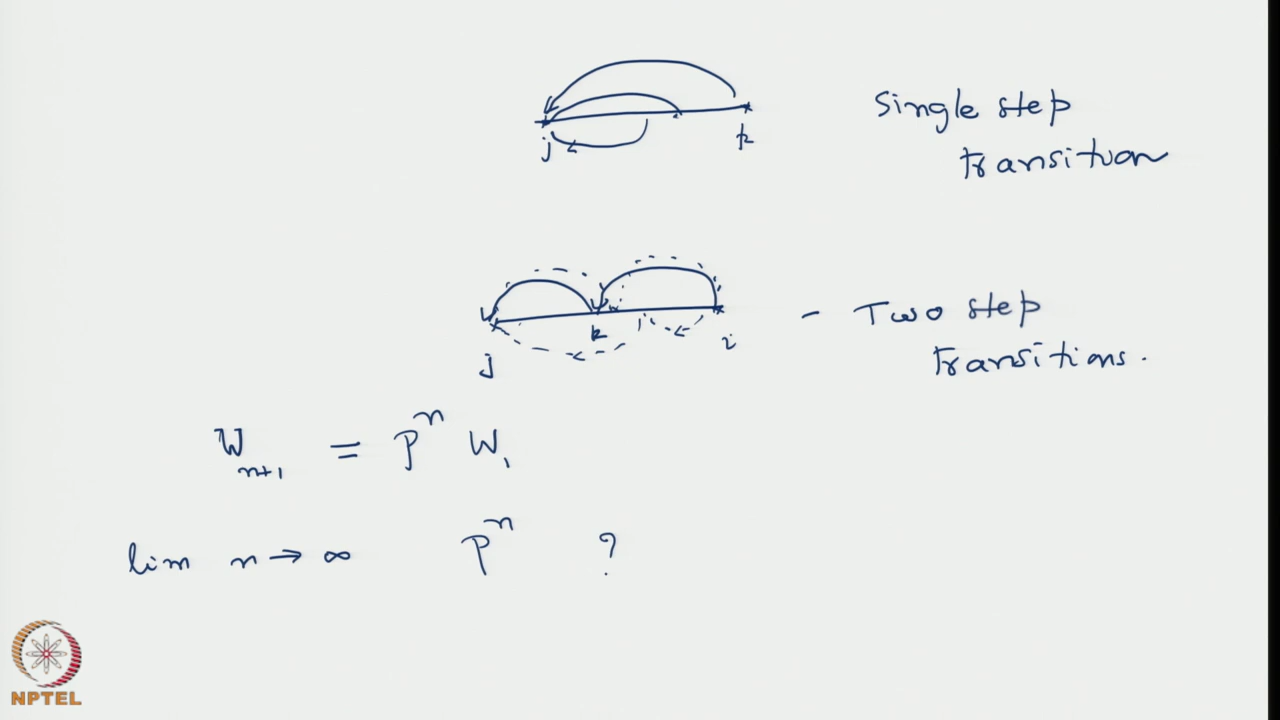 Single step
transition
j k
Two step
transitions.
j k i
W_{n+1} = P^n W_1
lim n → ∞ P^n ?
NPTEL